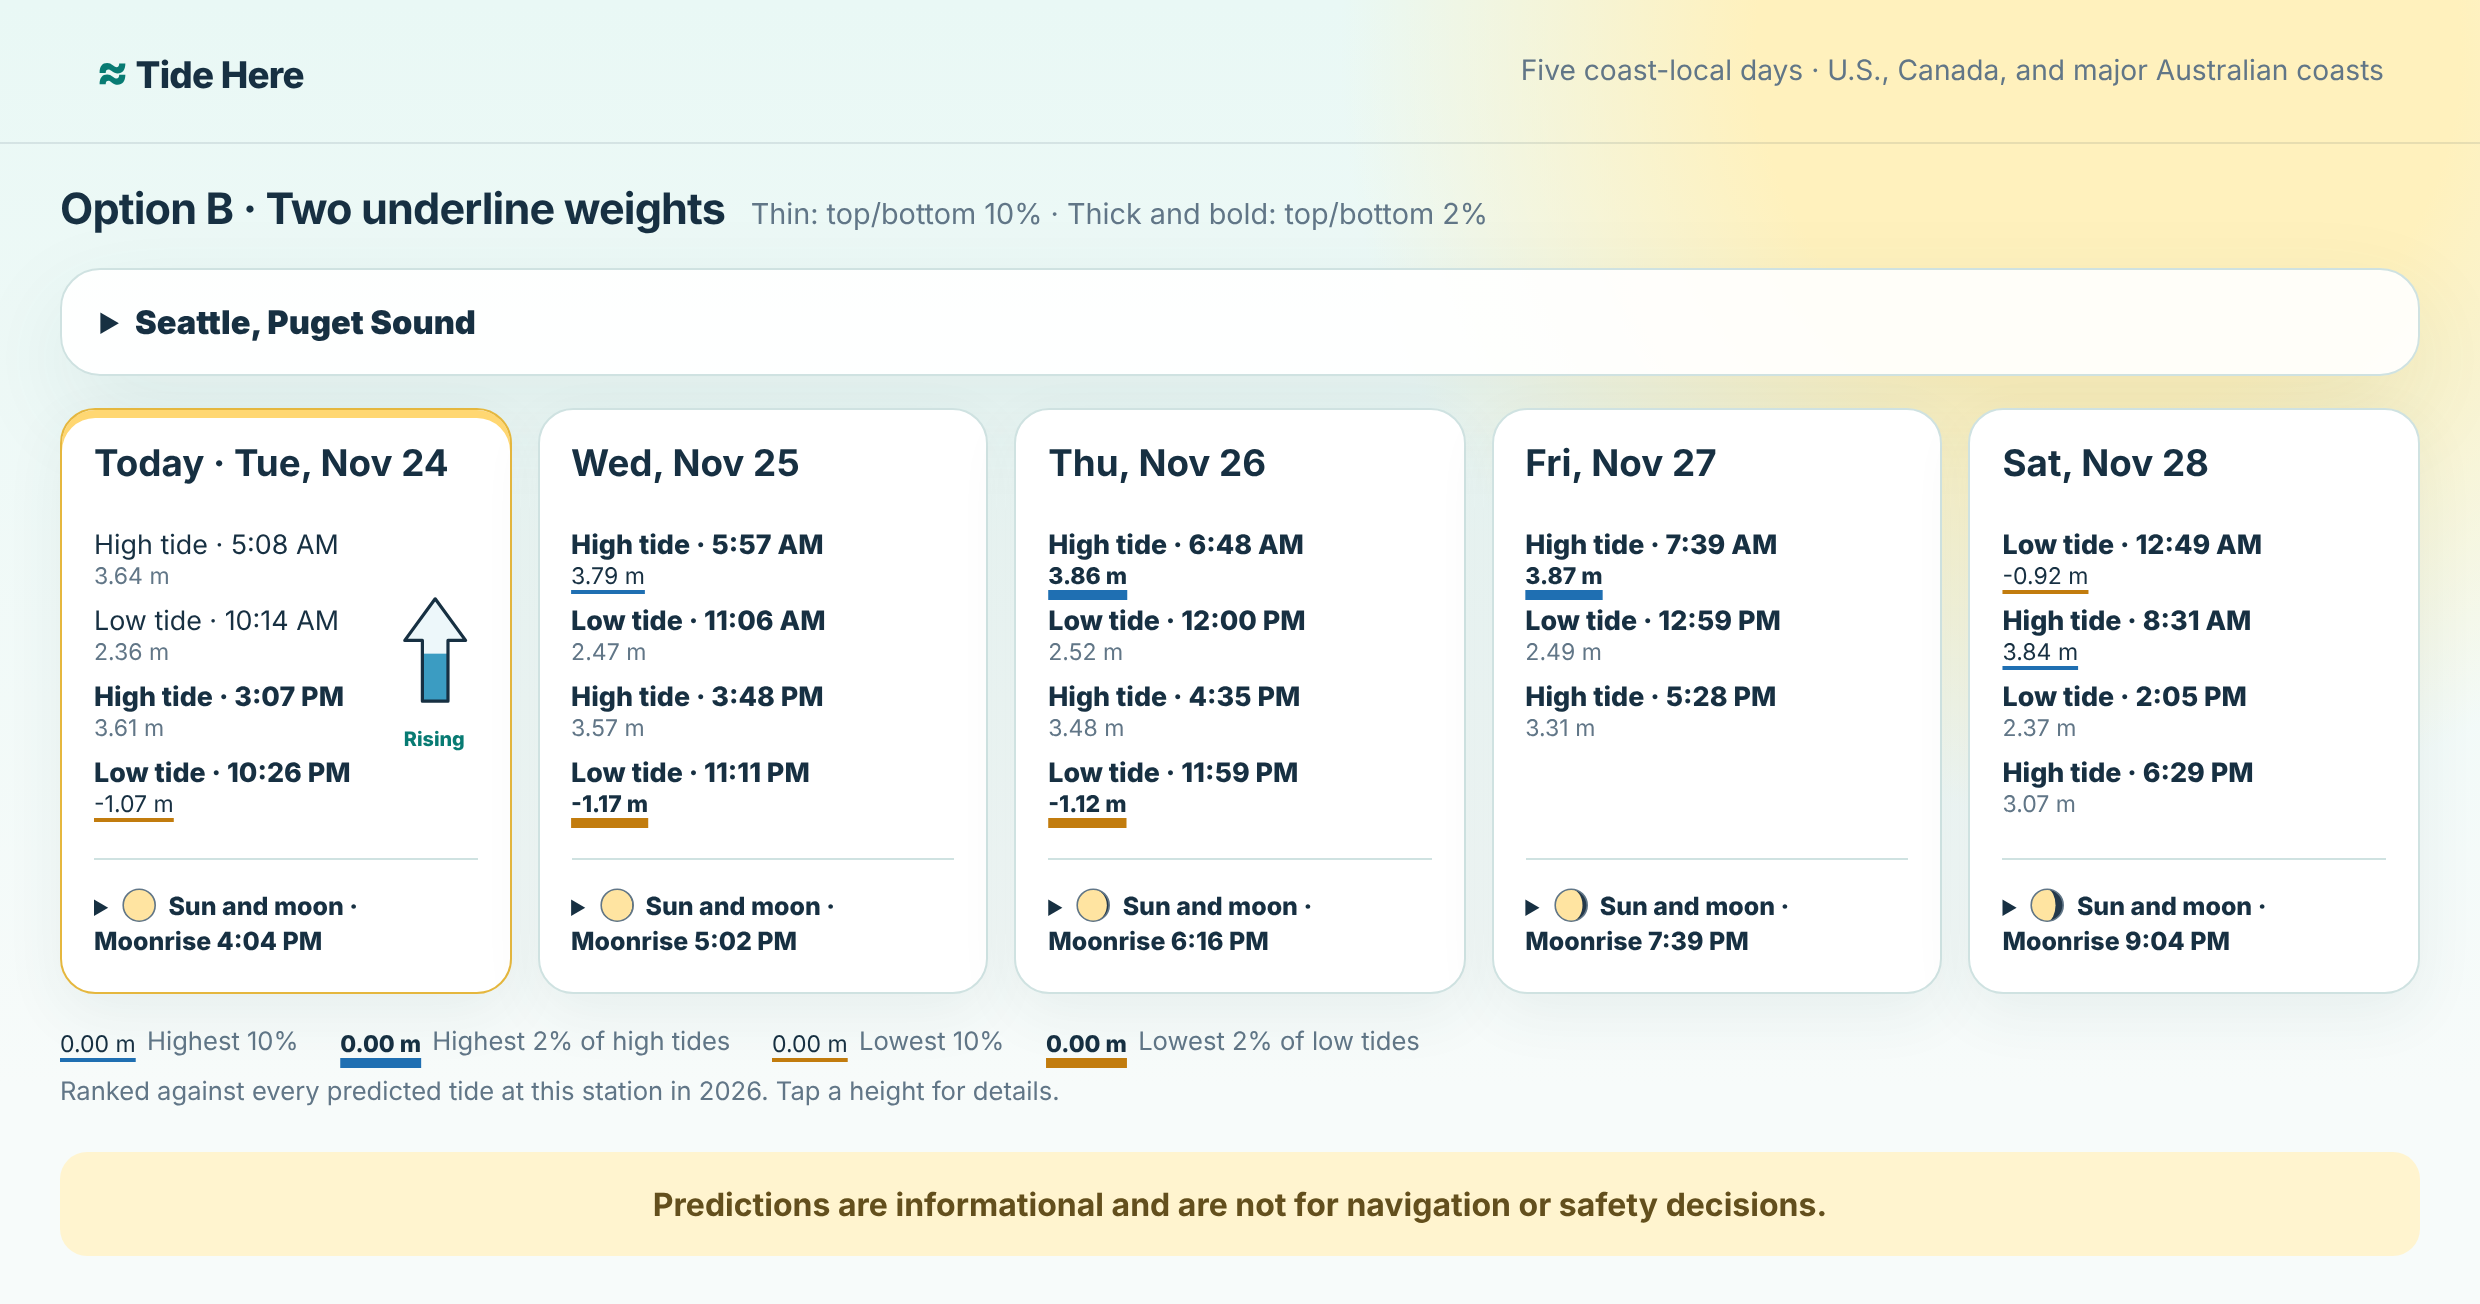 ≈ Tide Here
Five coast-local days · U.S., Canada, and major Australian coasts
Option B · Two underline weights Thin: top/bottom 10% · Thick and bold: top/bottom 2%
▶ Seattle, Puget Sound
Today · Tue, Nov 24
High tide · 5:08 AM
3.64 m
Low tide · 10:14 AM
2.36 m
High tide · 3:07 PM
3.61 m
Low tide · 10:26 PM
-1.07 m
Rising
▶ Sun and moon ·
Moonrise 4:04 PM
Wed, Nov 25
High tide · 5:57 AM
3.79 m
Low tide · 11:06 AM
2.47 m
High tide · 3:48 PM
3.57 m
Low tide · 11:11 PM
-1.17 m
▶ Sun and moon ·
Moonrise 5:02 PM
Thu, Nov 26
High tide · 6:48 AM
3.86 m
Low tide · 12:00 PM
2.52 m
High tide · 4:35 PM
3.48 m
Low tide · 11:59 PM
-1.12 m
▶ Sun and moon ·
Moonrise 6:16 PM
Fri, Nov 27
High tide · 7:39 AM
3.87 m
Low tide · 12:59 PM
2.49 m
High tide · 5:28 PM
3.31 m
▶ Sun and moon ·
Moonrise 7:39 PM
Sat, Nov 28
Low tide · 12:49 AM
-0.92 m
High tide · 8:31 AM
3.84 m
Low tide · 2:05 PM
2.37 m
High tide · 6:29 PM
3.07 m
▶ Sun and moon ·
Moonrise 9:04 PM
0.00 m Highest 10% 0.00 m Highest 2% of high tides 0.00 m Lowest 10% 0.00 m Lowest 2% of low tides
Ranked against every predicted tide at this station in 2026. Tap a height for details.
Predictions are informational and are not for navigation or safety decisions.